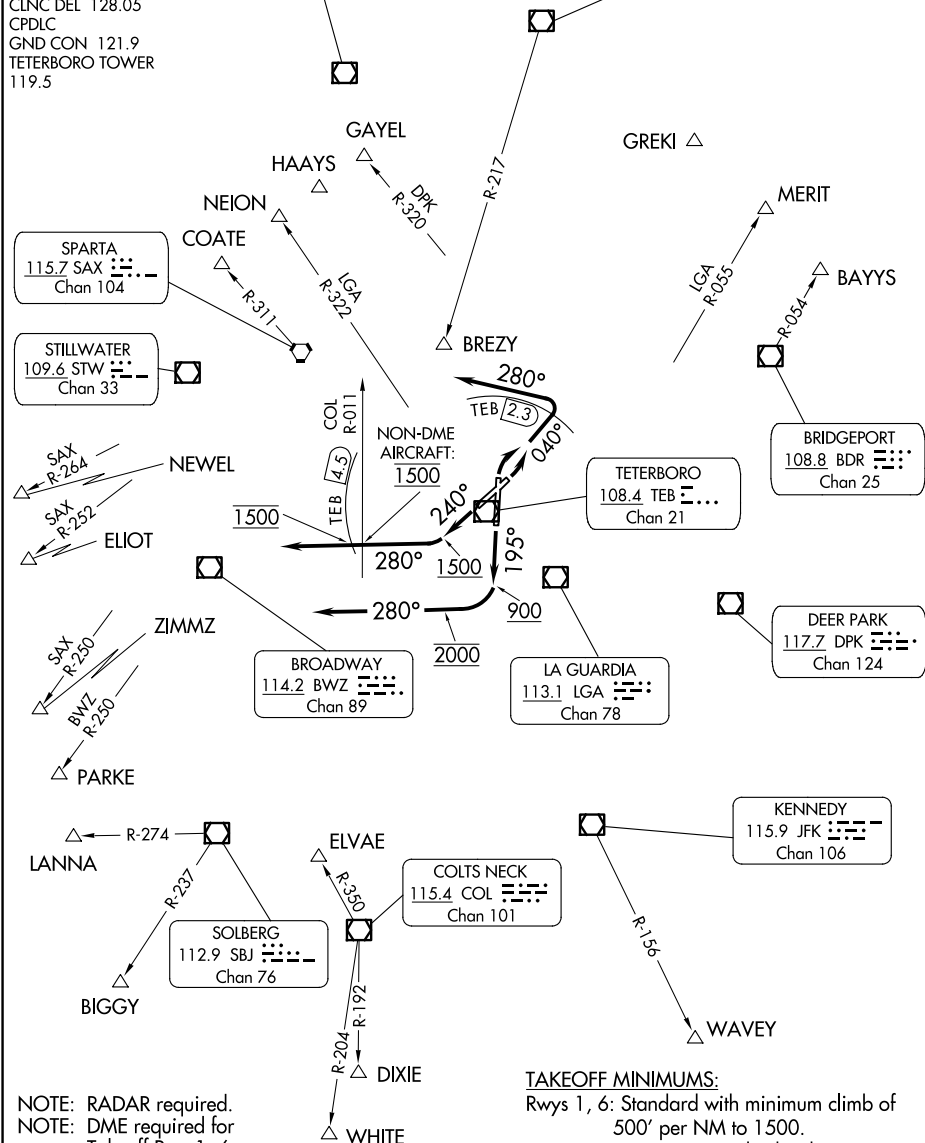 CLNC DEL 128.05
CPDLC
GND CON 121.9
TETERBORO TOWER
119.5
GAYEL
GREKI
HAAYS
R-217
DPK
R-320
NEION
MERIT
COATE
SPARTA
115.7 SAX
Chan 104
LGA
R-055
BAYYS
R-311
LGA
R-322
R-054
STILLWATER
109.6 STW
Chan 33
BREZY
280°
TEB 2.3
COL
R-011
040°
NON-DME
AIRCRAFT:
1500
BRIDGEPORT
108.8 BDR
Chan 25
SAX
R-264
NEWEL
TEB 4.5
TETERBORO
108.4 TEB
Chan 21
240°
SAX
R-252
1500
ELIOT
280°
1500
195°
ZIMMZ
280°
900
2000
DEER PARK
117.7 DPK
Chan 124
SAX
R-250
BROADWAY
114.2 BWZ
Chan 89
LA GUARDIA
113.1 LGA
Chan 78
BWZ
R-250
PARKE
KENNEDY
115.9 JFK
Chan 106
R-274
LANNA
ELVAE
R-350
COLTS NECK
115.4 COL
Chan 101
R-237
SOLBERG
112.9 SBJ
Chan 76
R-156
BIGGY
R-192
R-204
WAVEY
DIXIE
WHITE
NOTE: RADAR required.
NOTE: DME required for
TAKEOFF MINIMUMS:
Rwys 1, 6: Standard with minimum climb of
500' per NM to 1500.